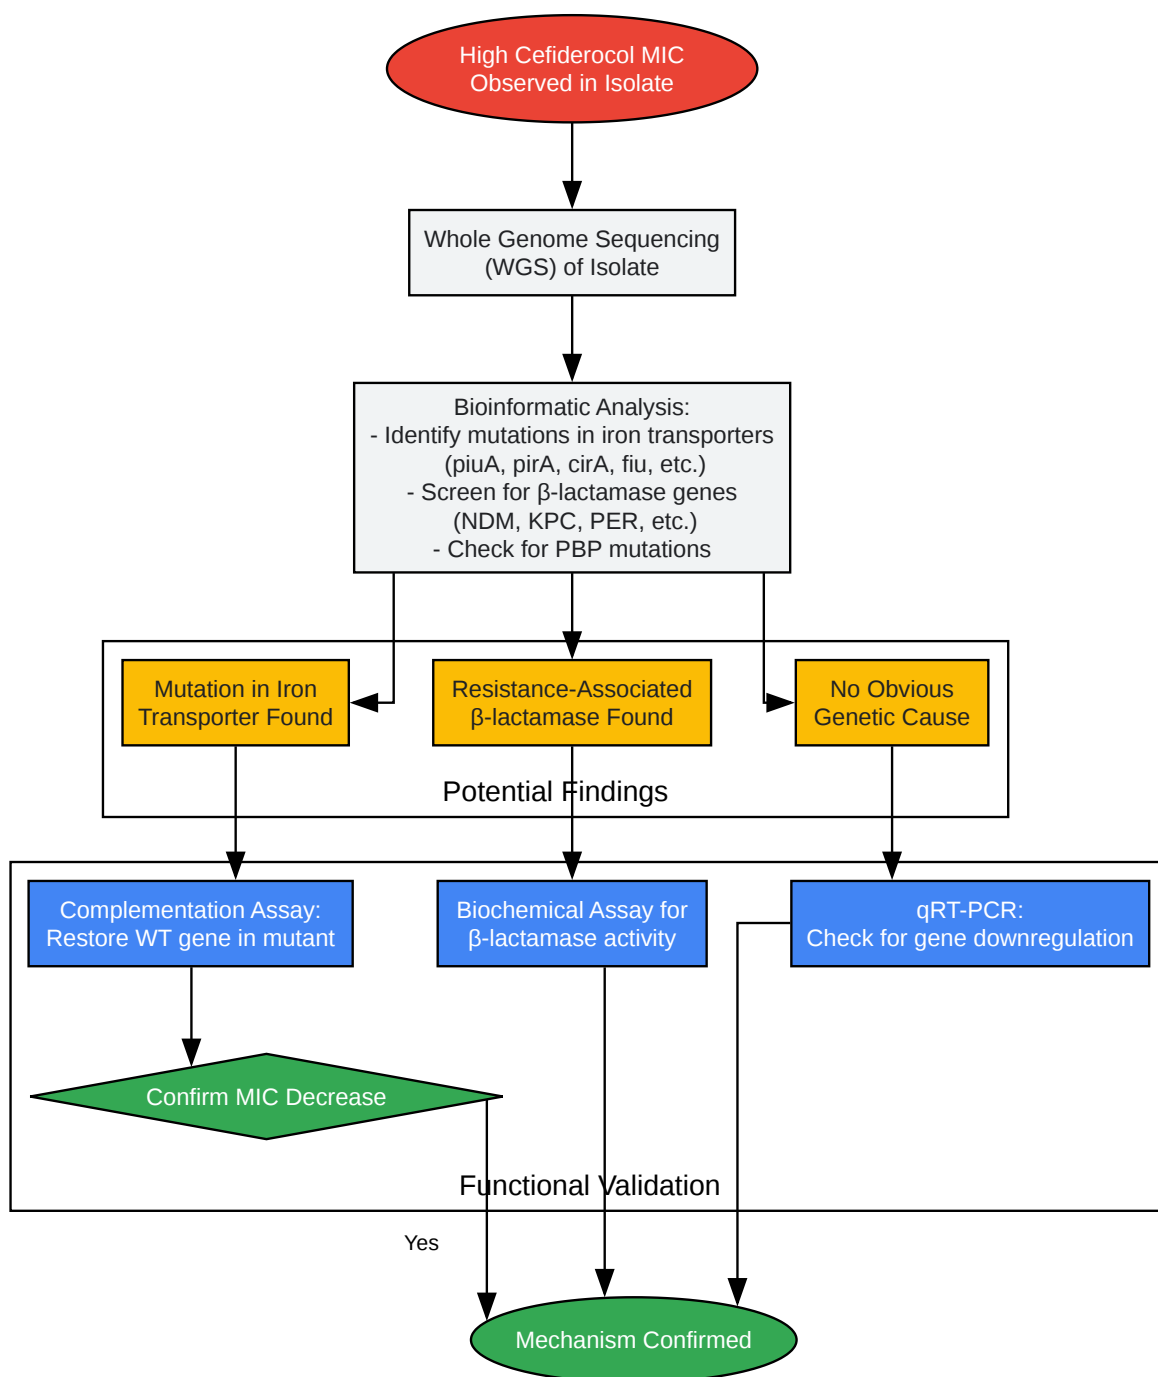 High Cefiderocol MIC
Observed in Isolate
Whole Genome Sequencing
(WGS) of Isolate
Bioinformatic Analysis:
- Identify mutations in iron transporters
(piuA, pirA, cirA, fiu, etc.)
- Screen for β-lactamase genes
(NDM, KPC, PER, etc.)
- Check for PBP mutations
Mutation in Iron
Transporter Found
Resistance-Associated
β-lactamase Found
No Obvious
Genetic Cause
Potential Findings
Complementation Assay:
Restore WT gene in mutant
Biochemical Assay for
β-lactamase activity
qRT-PCR:
Check for gene downregulation
Confirm MIC Decrease
Functional Validation
Yes
Mechanism Confirmed